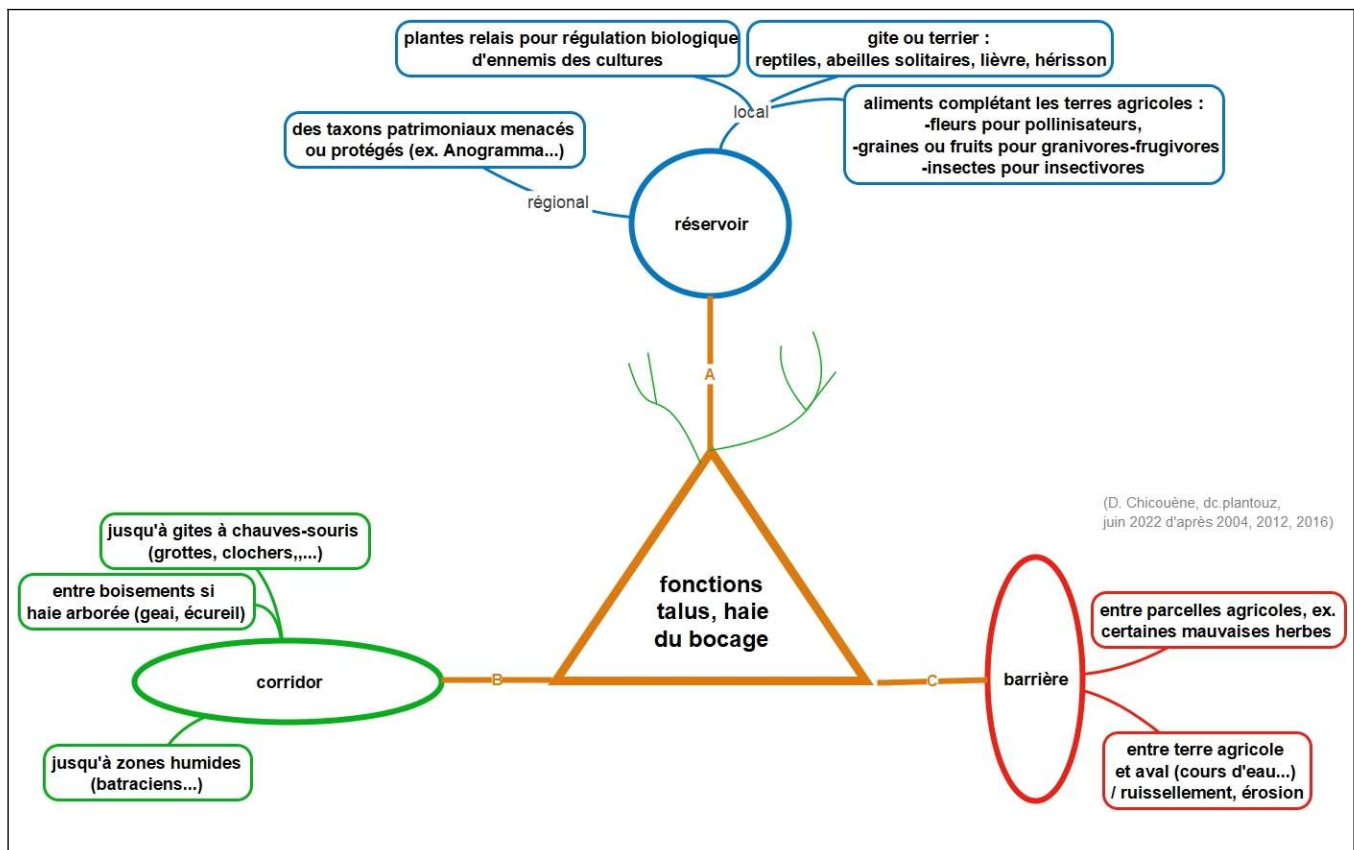 plantes relais pour régulation biologique
d'ennemis des cultures
gite ou terrier :
reptiles, abeilles solitaires, lièvre, hérisson
local
aliments complétant les terres agricoles :
-fleurs pour pollinisateurs,
-graines ou fruits pour granivores-frugivores
-insectes pour insectivores
des taxons patrimoniaux menacés
ou protégés (ex. Anogramma...)
régional
réservoir
A
(D. Chicouène, dc.plantouz,
juin 2022 d'après 2004, 2012, 2016)
jusqu'à gites à chauves-souris
(grottes, clochers,,...)
entre boisements si
haie arborée (geai, écureil)
corridor
jusqu'à zones humides
(batraciens...)
B
fonctions
talus, haie
du bocage
C
barrière
entre parcelles agricoles, ex.
certaines mauvaises herbes
entre terre agricole
et aval (cours d'eau...)
/ ruissellement, érosion